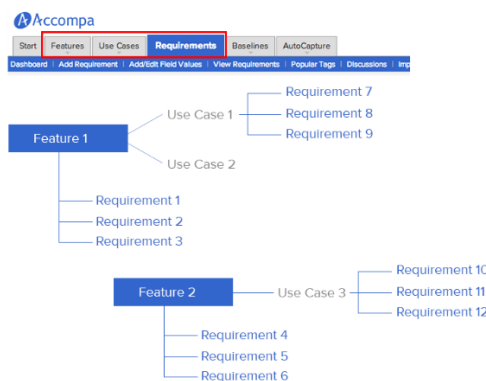 Accompa
Start Features Use Cases Requirements Baselines AutoCapture
Dashboard | Add Requirement | Add/Edit Field Values | View Requirements | Popular Tags | Discussions | Imp
Requirement 7
Use Case 1 Requirement 8
Requirement 9
Feature 1
Use Case 2
Requirement 1
Requirement 2
Requirement 3
Requirement 10
Feature 2 Use Case 3 Requirement 11
Requirement 12
Requirement 4
Requirement 5
Requirement 6